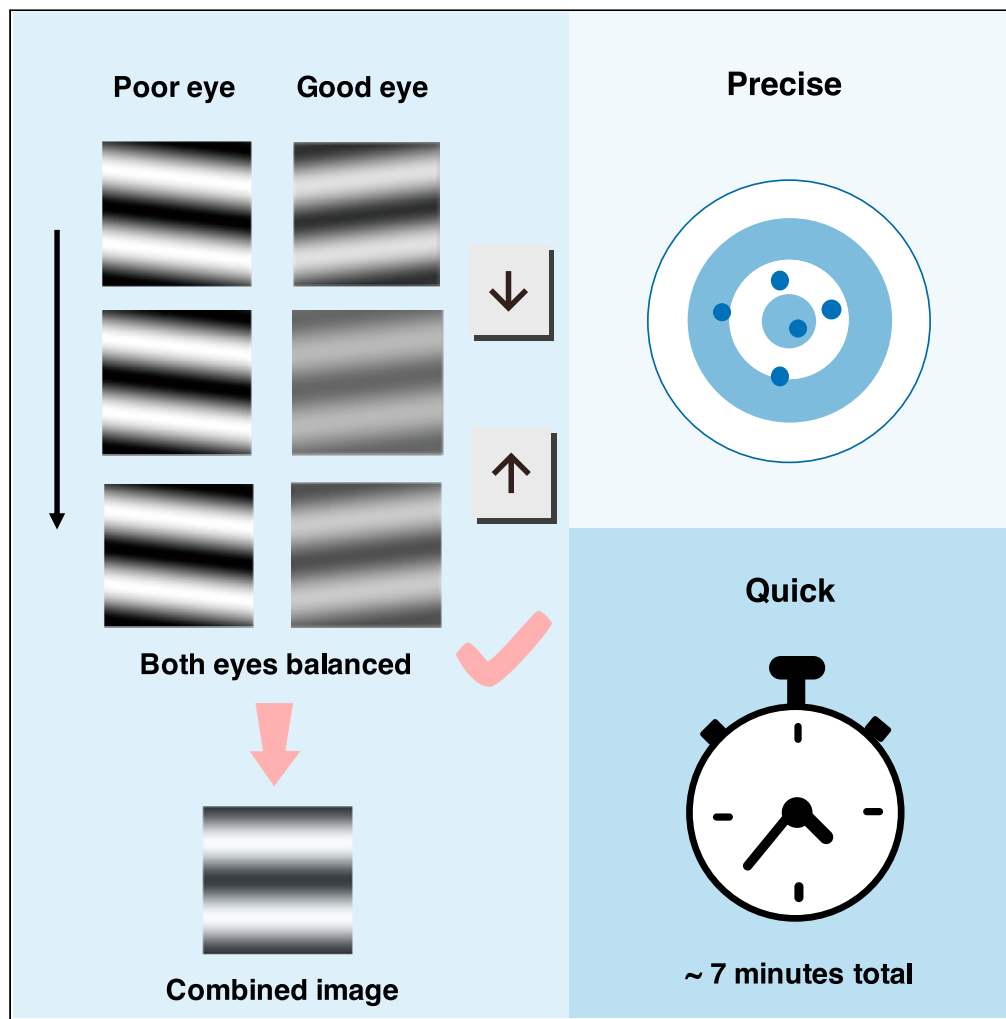 Poor eye
Good eye
Both eyes balanced
Combined image
Precise
Quick
~ 7 minutes total